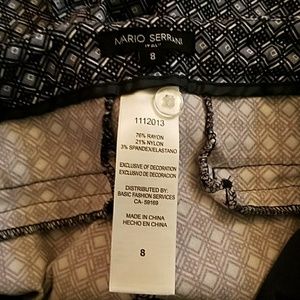 MARIO SERRANI
ITALY
8
1112013
76% RAYON
21% NYLON
3% SPANDEX/ELASTANO
EXCLUSIVE OF DECORATION
EXCLUSIVO DE DECORACION
DISTRIBUTED BY:
BASIC FASHION SERVICES
CA- 59169
MADE IN CHINA
HECHO EN CHINA
8